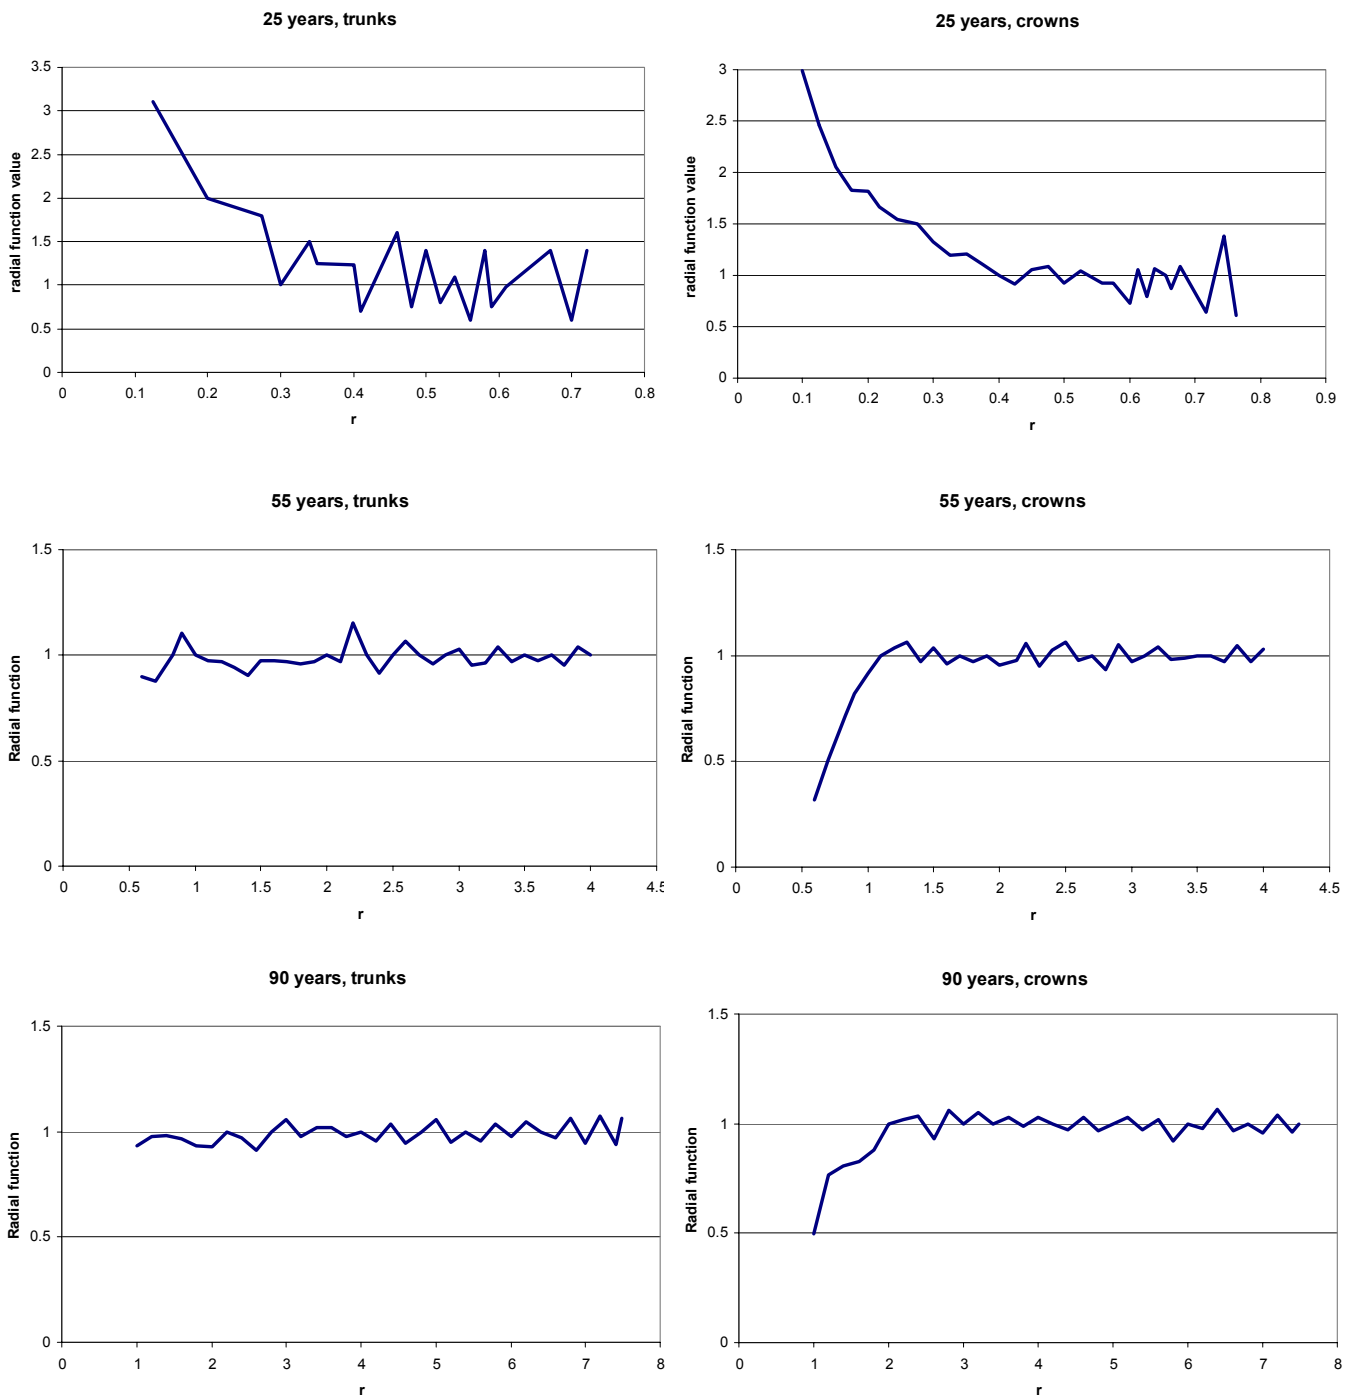 25 years, trunks
radial function value
3.5
3
2.5
2
1.5
1
0.5
0
0 0.1 0.2 0.3 0.4 0.5 0.6 0.7 0.8
r
25 years, crowns
radial function value
3
2.5
2
1.5
1
0.5
0
0 0.1 0.2 0.3 0.4 0.5 0.6 0.7 0.8 0.9
r
55 years, trunks
Radial function
1.5
1
0.5
0
0 0.5 1 1.5 2 2.5 3 3.5 4 4.5
r
55 years, crowns
Radial function
1.5
1
0.5
0
0 0.5 1 1.5 2 2.5 3 3.5 4 4.5
r
90 years, trunks
Radial function
1.5
1
0.5
0
0 1 2 3 4 5 6 7 8
r
90 years, crowns
Radial function
1.5
1
0.5
0
0 1 2 3 4 5 6 7 8
r